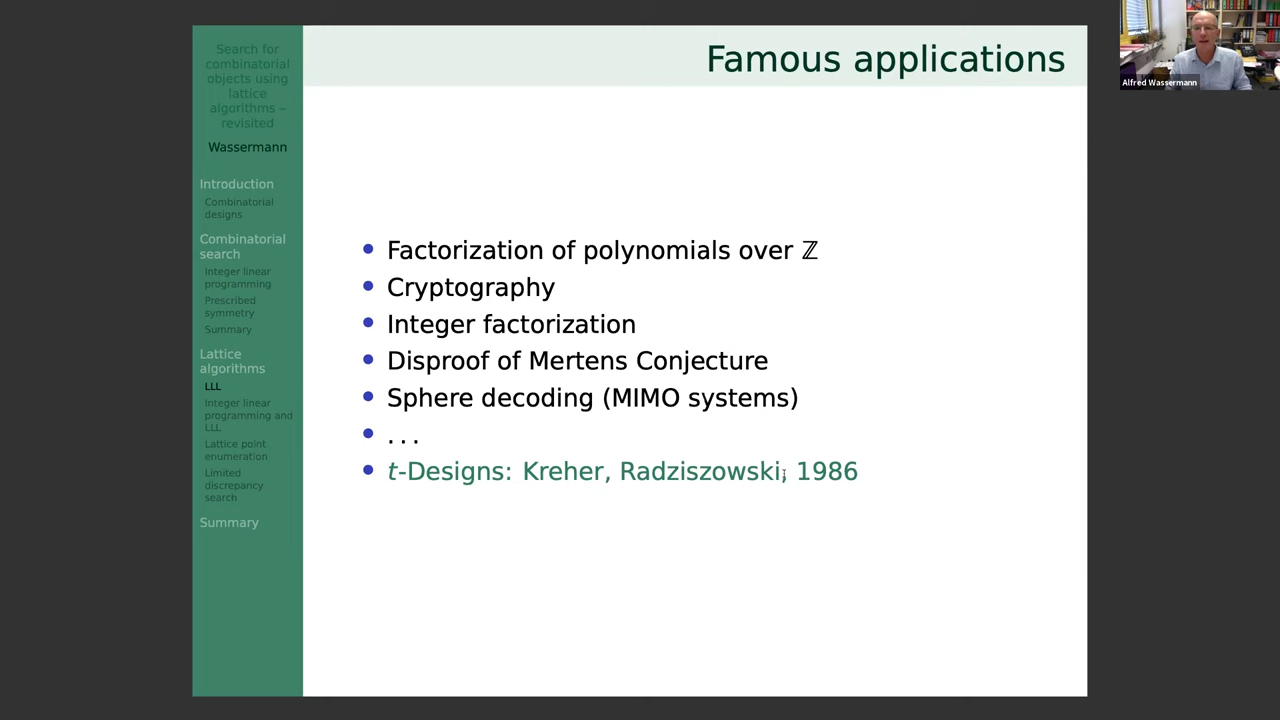 Search for
combinatorial
objects using
lattice
algorithms –
revisited
Wassermann
Introduction
Combinatorial
designs
Combinatorial
search
Integer linear
programming
Prescribed
symmetry
Summary
Lattice
algorithms
LLL
Integer linear
programming and
LLL
Lattice point
enumeration
Limited
discrepancy
search
Summary
Famous applications
• Factorization of polynomials over ℤ
• Cryptography
• Integer factorization
• Disproof of Mertens Conjecture
• Sphere decoding (MIMO systems)
• . . .
• t-Designs: Kreher, Radziszowski, 1986
Alfred Wassermann